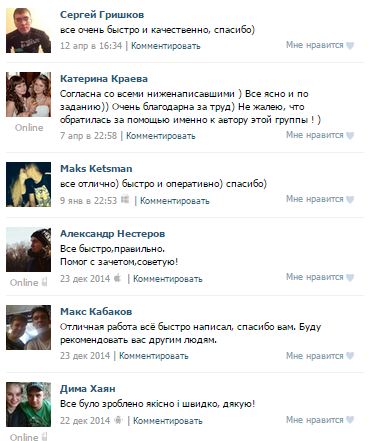 Сергей Гришков
все очень быстро и качественно, спасибо)
12 апр в 16:34 | Комментировать
Мне нравится
Катерина Краева
Согласна со всеми ниженаписавшими ) Все ясно и по
заданию)) Очень благодарна за труд) Не жалею, что
обратилась за помощью именно к автору этой группы ! )
Online
7 апр в 22:58 | Комментировать
Мне нравится
Maks Ketsman
все отлично) быстро и оперативно) спасибо)
9 янв в 22:53 | Комментировать
Мне нравится
Александр Нестеров
Все быстро,правильно.
Помог с зачетом,советую!
Online
23 дек 2014 | Комментировать
Мне нравится
Макс Кабаков
Отличная работа всё быстро написал, спасибо вам. Буду
рекомендовать вас другим людям.
23 дек 2014 | Комментировать
Мне нравится
Дима Хаян
Все було зроблено якісно і швидко, дякую!
22 дек 2014 | Комментировать
Мне нравится
Online